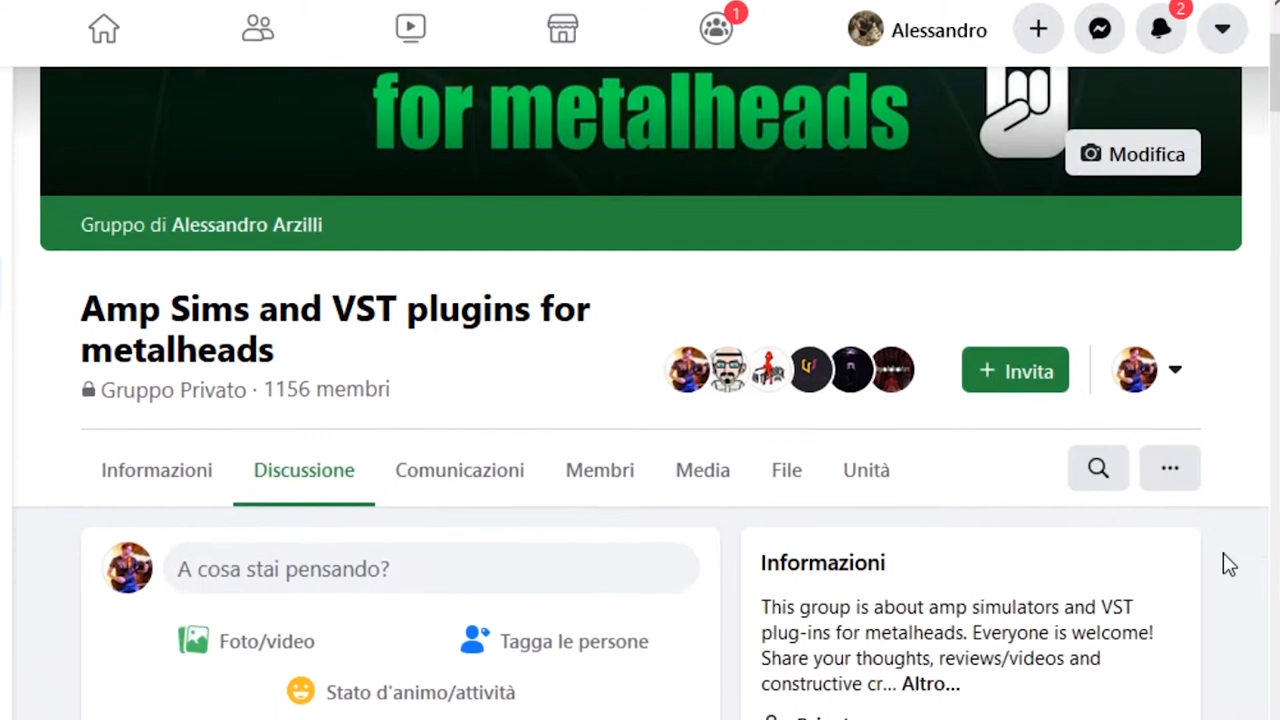 1
Alessandro
2
for metalheads
Modifica
Gruppo di Alessandro Arzilli
Amp Sims and VST plugins for
metalheads
Gruppo Privato · 1156 membri
+ Invita
Informazioni
Discussione
Comunicazioni
Membri
Media
File
Unità
A cosa stai pensando?
Foto/video
Tagga le persone
Stato d'animo/attività
Informazioni
This group is about amp simulators and VST
plug-ins for metalheads. Everyone is welcome!
Share your thoughts, reviews/videos and
constructive cr... Altro...